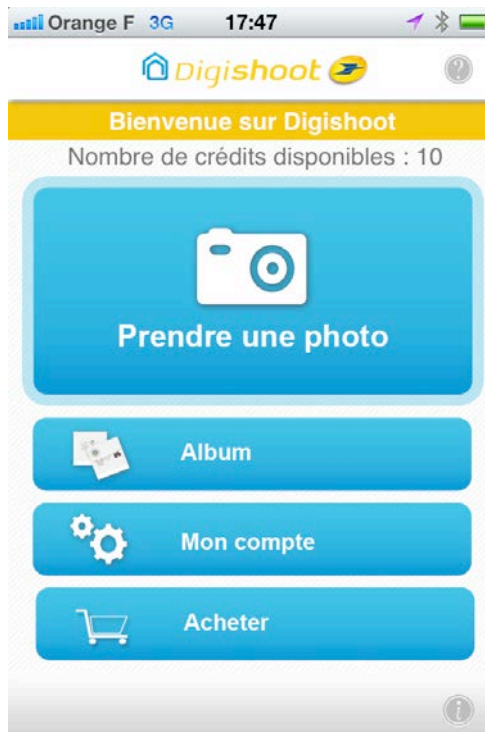 Orange F 3G 17:47
Digishoot
Bienvenue sur Digishoot
Nombre de crédits disponibles : 10
Prendre une photo
Album
Mon compte
Acheter